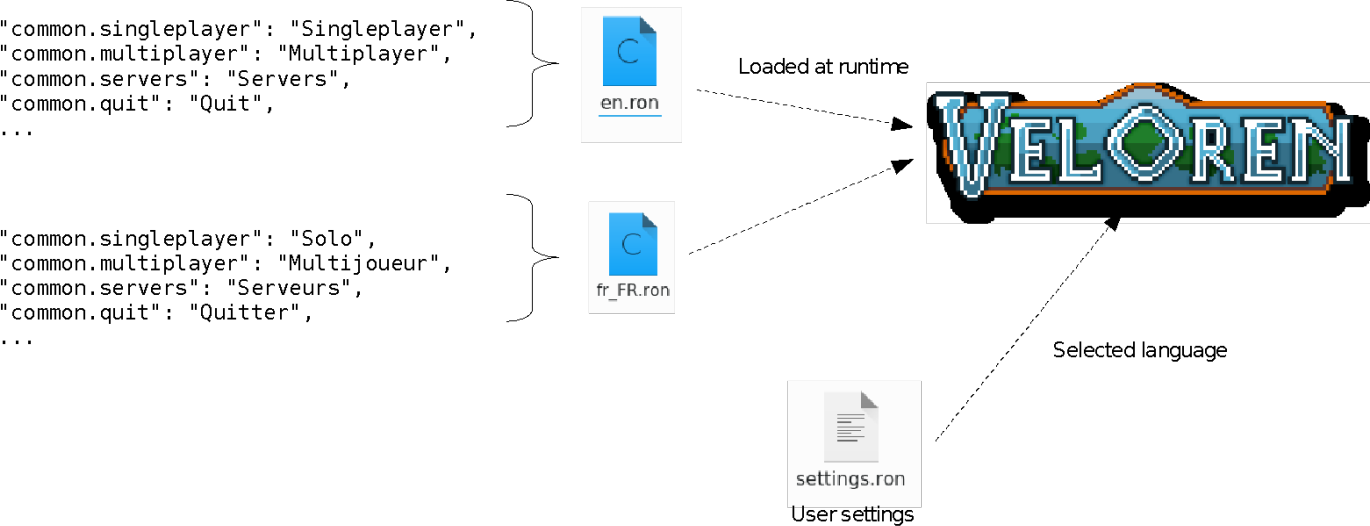 "common.singleplayer": "Singleplayer",
"common.multiplayer": "Multiplayer",
"common.servers": "Servers",
"common.quit": "Quit",
...
C
en.ron
Loaded at runtime
VELOREN
"common.singleplayer": "Solo",
"common.multiplayer": "Multijoueur",
"common.servers": "Serveurs",
"common.quit": "Quitter",
...
C
fr_FR.ron
Selected language
settings.ron
User settings